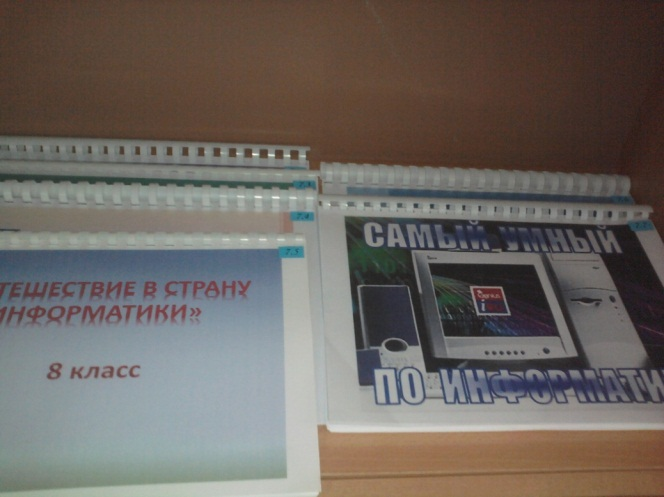 ТЕШЕСТВИЕ В СТРАНУ
ИНФОРМАТИКИ»
8 класс
САМЫЙ УМНЫЙ
ПО ИНФОРМАТИ